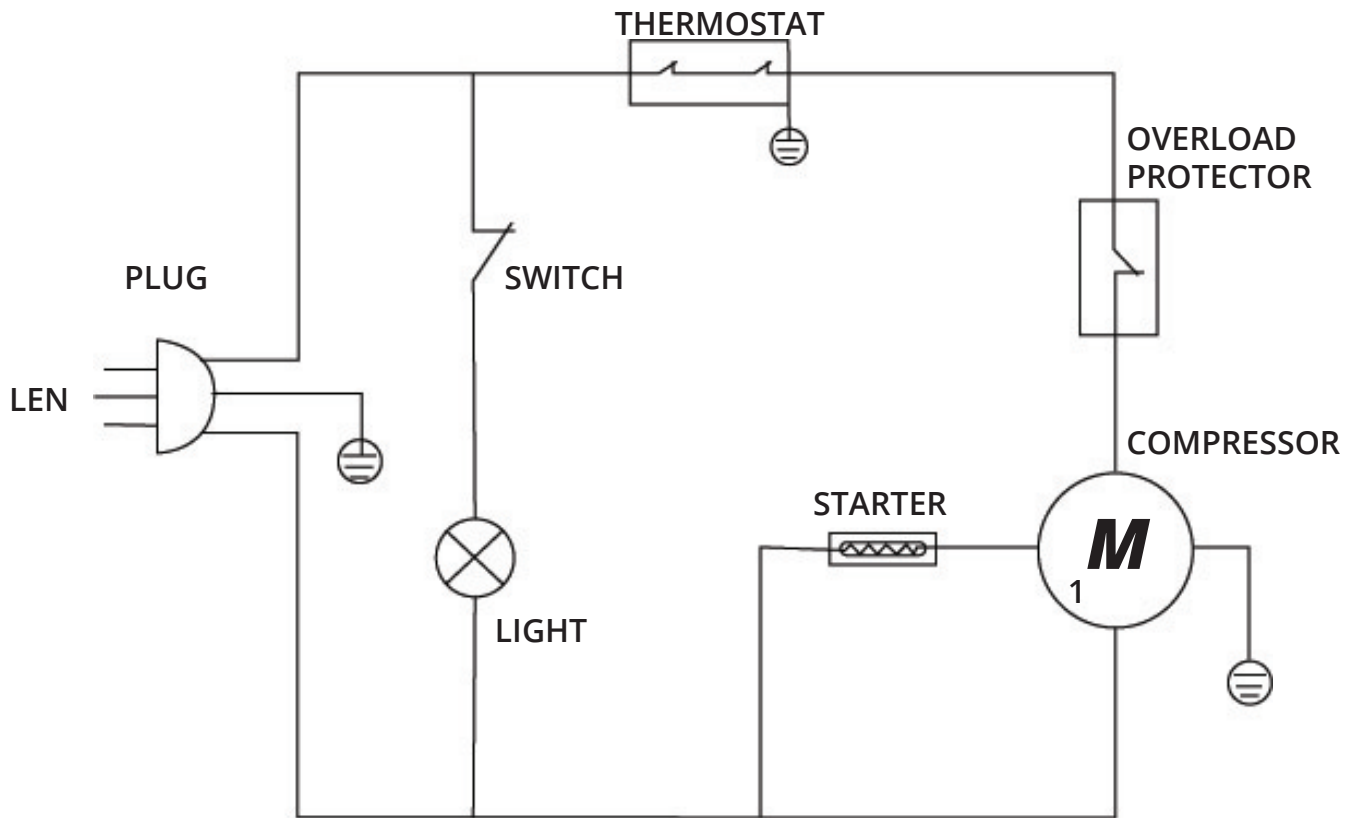 THERMOSTAT
OVERLOAD
PROTECTOR
PLUG
SWITCH
LEN
COMPRESSOR
STARTER
M
1
LIGHT